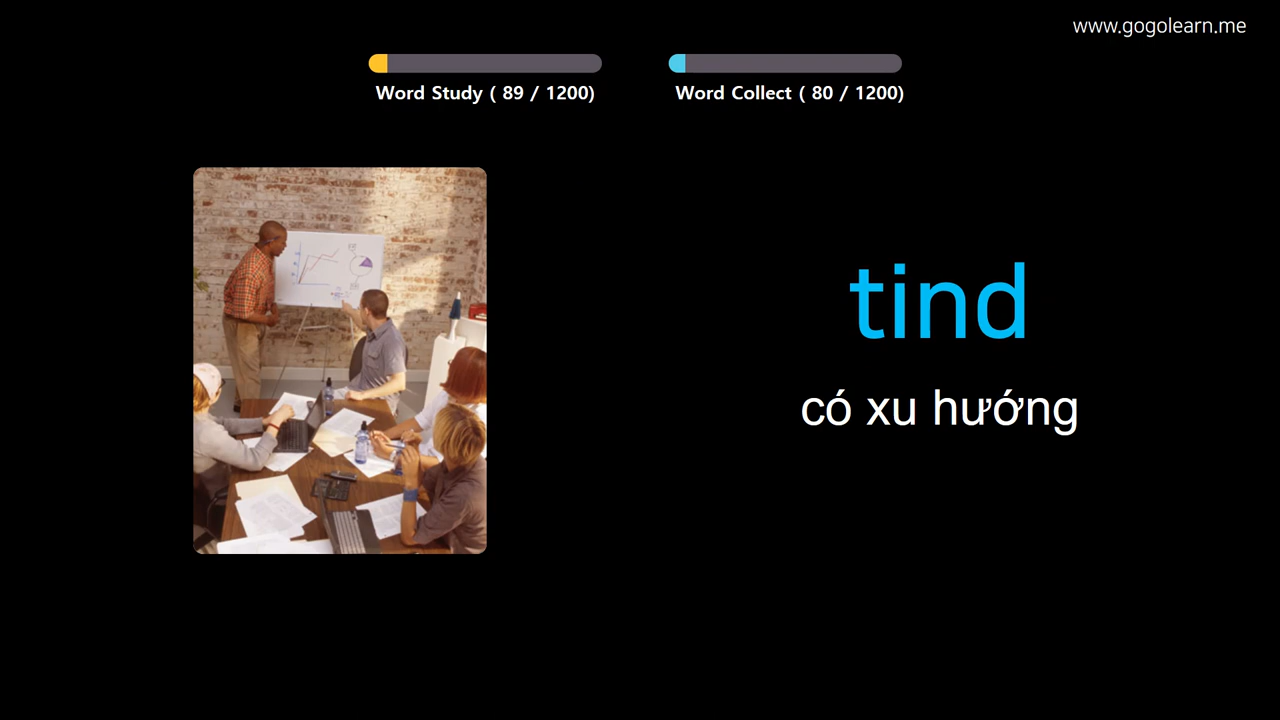 www.gogolearn.me
Word Study ( 89 / 1200)
Word Collect ( 80 / 1200)
tind
có xu hướng